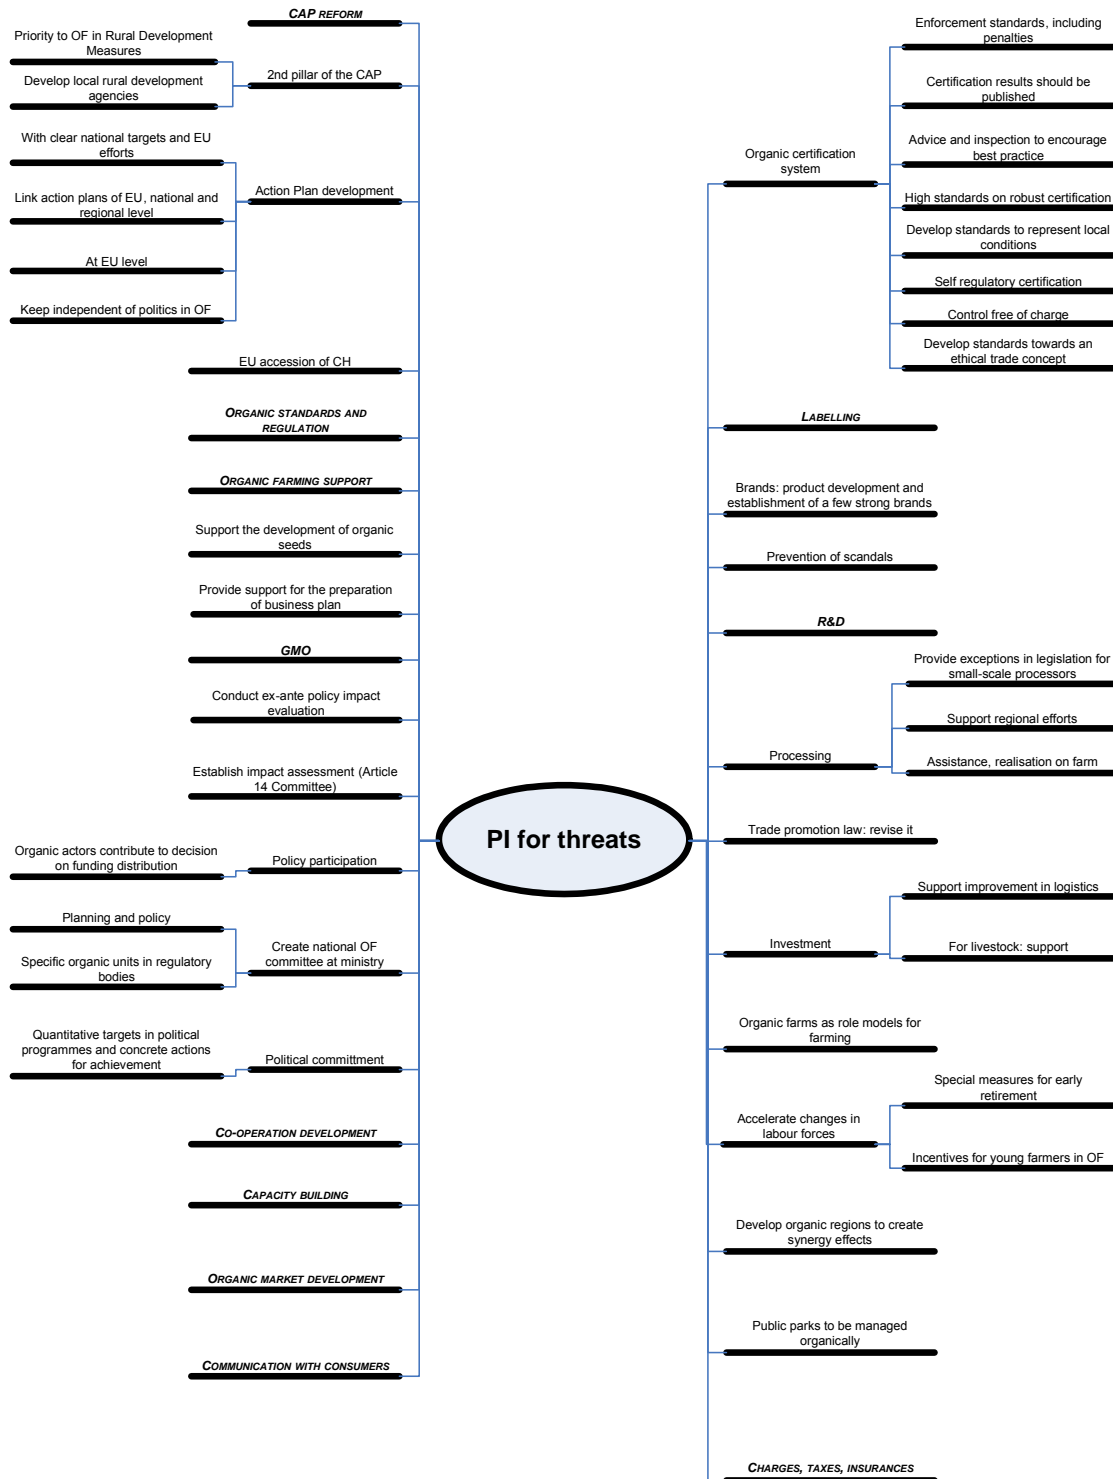 CAP REFORM
Priority to OF in Rural Development
Measures
2nd pillar of the CAP
Develop local rural development
agencies
With clear national targets and EU
efforts
Action Plan development
Link action plans of EU, national and
regional level
At EU level
Keep independent of politics in OF
EU accession of CH
ORGANIC STANDARDS AND
REGULATION
ORGANIC FARMING SUPPORT
Support the development of organic
seeds
Provide support for the preparation
of business plan
GMO
Conduct ex-ante policy impact
evaluation
Establish impact assessment (Article
14 Committee)
Organic actors contribute to decision
on funding distribution
Policy participation
Planning and policy
Create national OF
committee at ministry
Specific organic units in regulatory
bodies
Quantitative targets in political
programmes and concrete actions
for achievement
Political committment
CO-OPERATION DEVELOPMENT
CAPACITY BUILDING
ORGANIC MARKET DEVELOPMENT
COMMUNICATION WITH CONSUMERS
PI for threats
Enforcement standards, including
penalties
Certification results should be
published
Organic certification
system
Advice and inspection to encourage
best practice
High standards on robust certification
Develop standards to represent local
conditions
Self regulatory certification
Control free of charge
Develop standards towards an
ethical trade concept
LABELLING
Brands: product development and
establishment of a few strong brands
Prevention of scandals
R&D
Provide exceptions in legislation for
small-scale processors
Support regional efforts
Processing
Assistance, realisation on farm
Trade promotion law: revise it
Support improvement in logistics
Investment
For livestock: support
Organic farms as role models for
farming
Special measures for early
retirement
Accelerate changes in
labour forces
Incentives for young farmers in OF
Develop organic regions to create
synergy effects
Public parks to be managed
organically
CHARGES, TAXES, INSURANCES